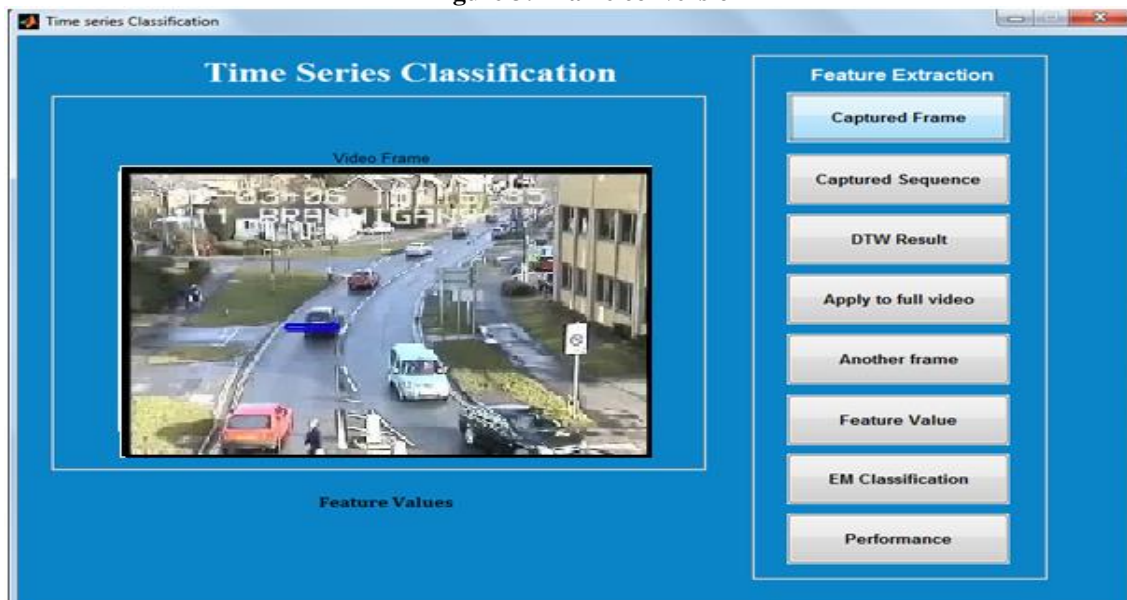 Time series Classification
Time Series Classification
Video Frame
Feature Values
Feature Extraction
Captured Frame
Captured Sequence
DTW Result
Apply to full video
Another frame
Feature Value
EM Classification
Performance